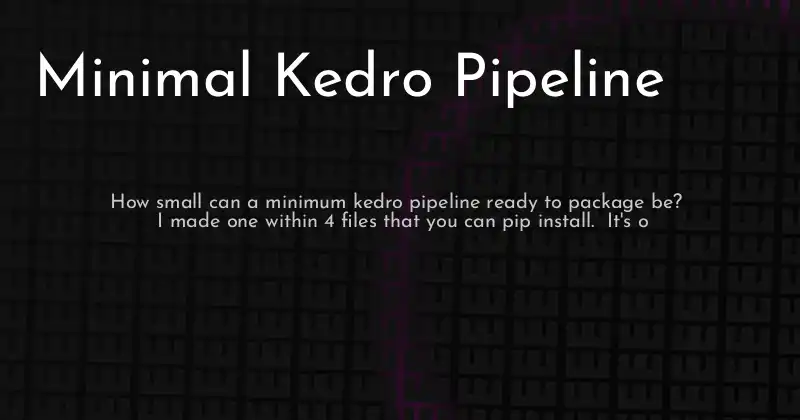 Minimal Kedro Pipeline
How small can a minimum kedro pipeline ready to package be?
I made one within 4 files that you can pip install.  It's o